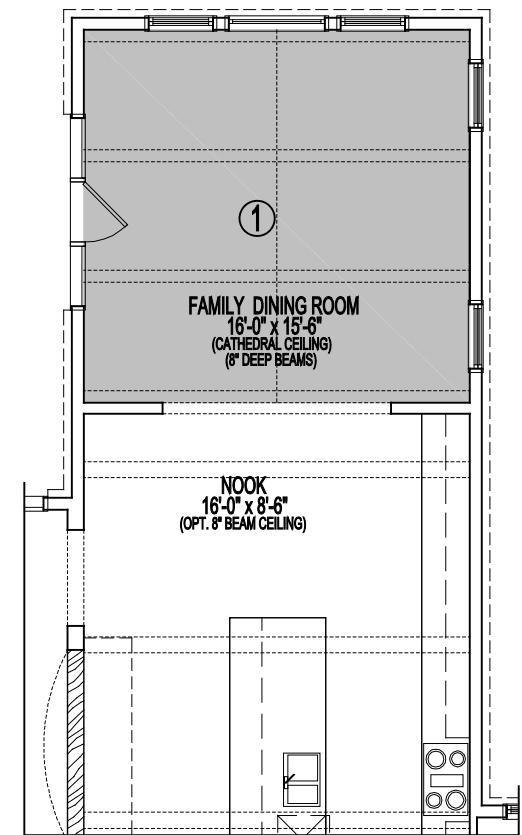 1
FAMILY DINING ROOM
16'-0" x 15'-6"
(CATHEDRAL CEILING)
(8" DEEP BEAMS)
NOOK
16'-0" x 8'-6"
(OPT. 8" BEAM CEILING)